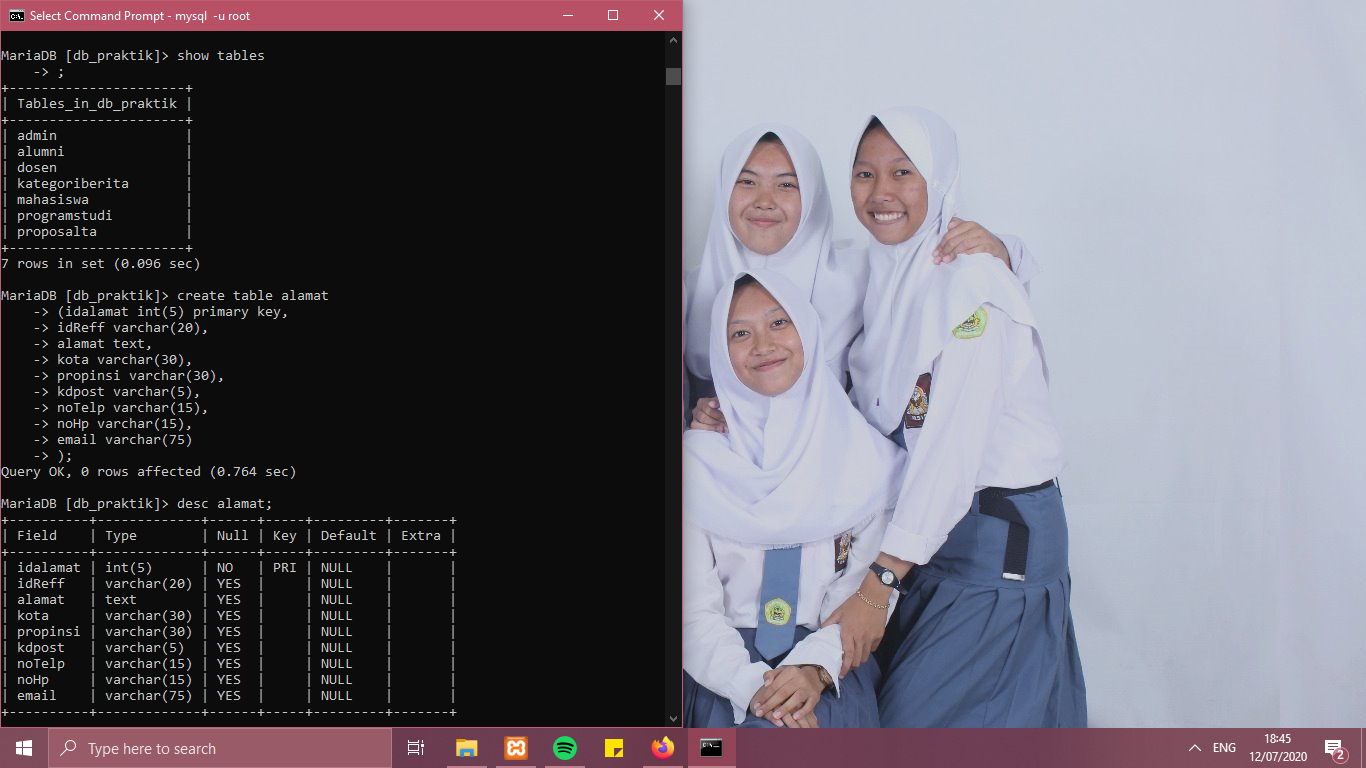 Select Command Prompt - mysql  -u root
MariaDB [db_praktik]> show tables
    -> ;
+----------------------+
| Tables_in_db_praktik |
+----------------------+
| admin                |
| alumni               |
| dosen                |
| kategoriberita       |
| mahasiswa            |
| programstudi         |
| proposalta           |
+----------------------+
7 rows in set (0.096 sec)
MariaDB [db_praktik]> create table alamat
    -> (idalamat int(5) primary key,
    -> idReff varchar(20),
    -> alamat text,
    -> kota varchar(30),
    -> propinsi varchar(30),
    -> kdpost varchar(5),
    -> noTelp varchar(15),
    -> noHp varchar(15),
    -> email varchar(75)
    -> );
Query OK, 0 rows affected (0.764 sec)
MariaDB [db_praktik]> desc alamat;
+----------+-------------+------+-----+---------+-------+
| Field    | Type        | Null | Key | Default | Extra |
+----------+-------------+------+-----+---------+-------+
| idalamat | int(5)      | NO   | PRI | NULL    |       |
| idReff   | varchar(20) | YES  |     | NULL    |       |
| alamat   | text        | YES  |     | NULL    |       |
| kota     | varchar(30) | YES  |     | NULL    |       |
| propinsi | varchar(30) | YES  |     | NULL    |       |
| kdpost   | varchar(5)  | YES  |     | NULL    |       |
| noTelp   | varchar(15) | YES  |     | NULL    |       |
| noHp     | varchar(15) | YES  |     | NULL    |       |
| email    | varchar(75) | YES  |     | NULL    |       |
+----------+-------------+------+-----+---------+-------+
Type here to search
ENG
18:45
12/07/2020
2